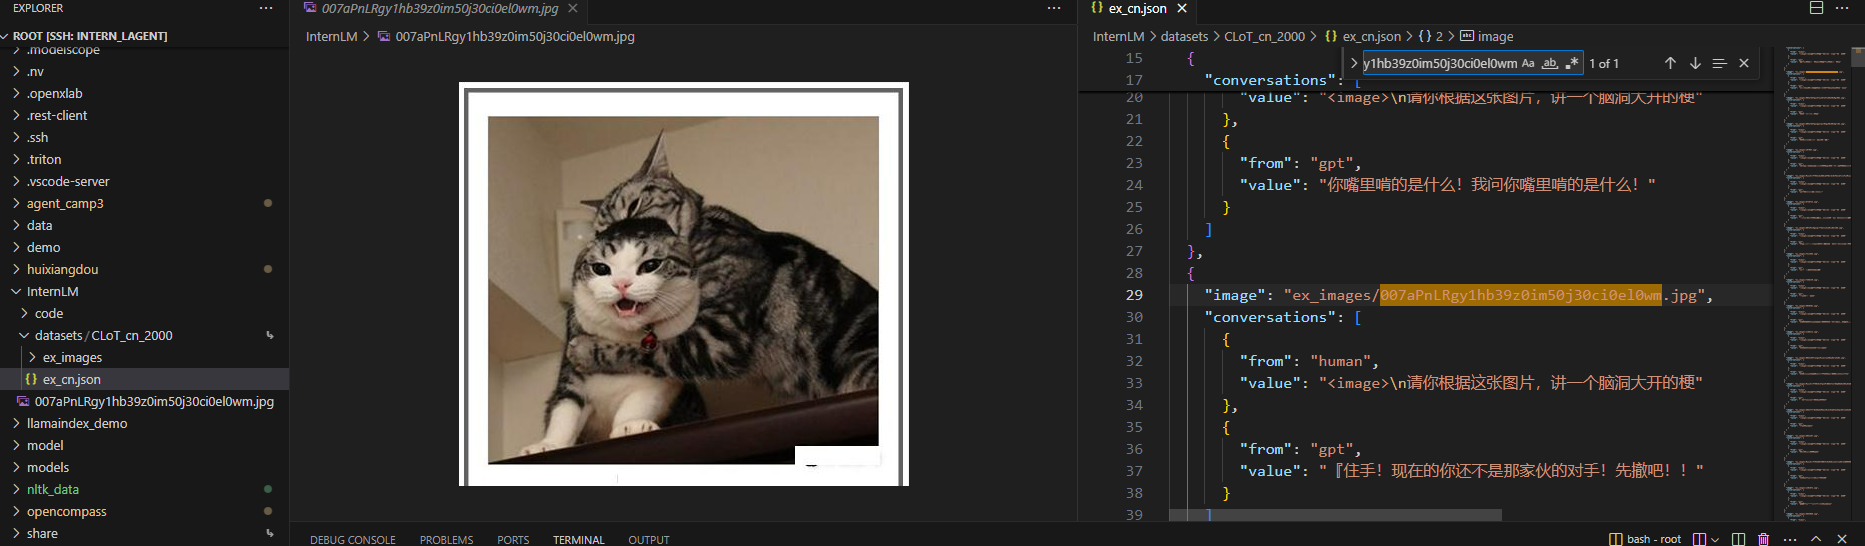 EXPLORER
ROOT [SSH: INTERN_LAGENT]
.modelscope
.nv
.openxlab
.rest-client
.ssh
.triton
.vscode-server
agent_camp3
data
demo
huixiangdou
InternLM
code
datasets / CLoT_cn_2000
ex_images
{} ex_cn.json
007aPnLRgy1hb39z0im50j30ci0el0wm.jpg
llamaindex_demo
model
models
nltk_data
opencompass
share
007aPnLRgy1hb39z0im50j30ci0el0wm.jpg
InternLM > 007aPnLRgy1hb39z0im50j30ci0el0wm.jpg
{} ex_cn.json
InternLM > datasets > CLoT_cn_2000 > {} ex_cn.json > {} 2 > abc image
y1hb39z0im50j30ci0el0wm Aa ab .* 1 of 1
15 {
17 "conversations": [
20 "value": "<image>\n请你根据这张图片，讲一个脑洞大开的梗"
21 },
22 {
23 "from": "gpt",
24 "value": "你嘴里啃的是什么！我问你嘴里啃的是什么！"
25 }
26 ]
27 },
28 {
29 "image": "ex_images/007aPnLRgy1hb39z0im50j30ci0el0wm.jpg",
30 "conversations": [
31 {
32 "from": "human",
33 "value": "<image>\n请你根据这张图片，讲一个脑洞大开的梗"
34 },
35 {
36 "from": "gpt",
37 "value": "『住手！现在的你还不是那家伙的对手！先撤吧！！"
38 }
39 ]
DEBUG CONSOLE PROBLEMS PORTS TERMINAL OUTPUT
bash - root